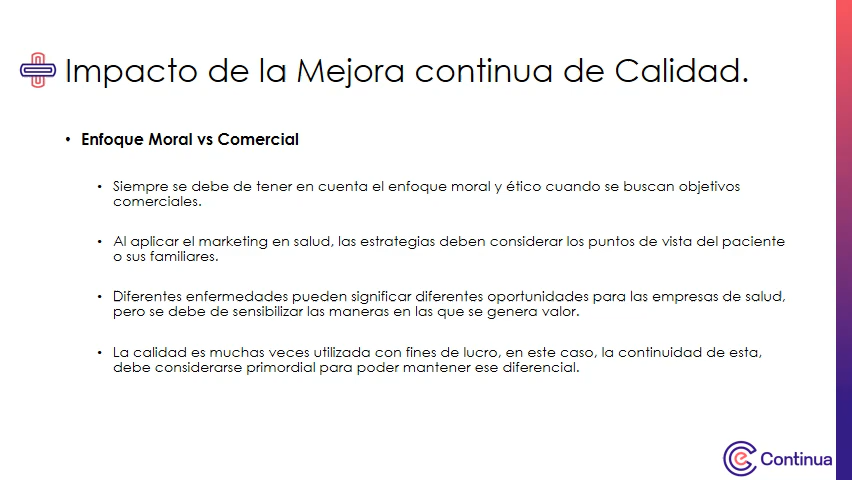 Impacto de la Mejora continua de Calidad.
• Enfoque Moral vs Comercial
• Siempre se debe de tener en cuenta el enfoque moral y ético cuando se buscan objetivos
comerciales.
• Al aplicar el marketing en salud, las estrategias deben considerar los puntos de vista del paciente
o sus familiares.
• Diferentes enfermedades pueden significar diferentes oportunidades para las empresas de salud,
pero se debe de sensibilizar las maneras en las que se genera valor.
• La calidad es muchas veces utilizada con fines de lucro, en este caso, la continuidad de esta,
debe considerarse primordial para poder mantener ese diferencial.
Continua